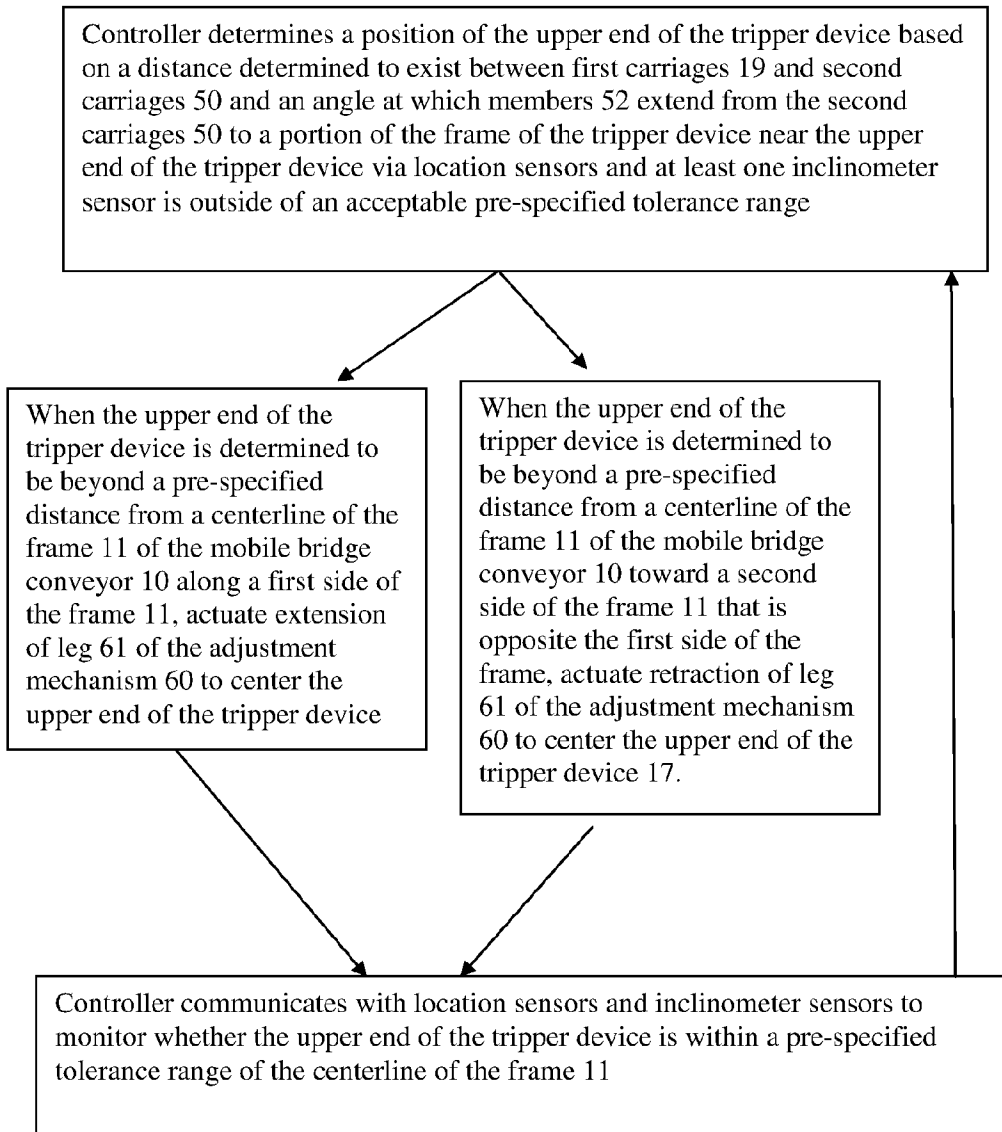 Controller determines a position of the upper end of the tripper device based
on a distance determined to exist between first carriages 19 and second
carriages 50 and an angle at which members 52 extend from the second
carriages 50 to a portion of the frame of the tripper device near the upper
end of the tripper device via location sensors and at least one inclinometer
sensor is outside of an acceptable pre-specified tolerance range
When the upper end of the
tripper device is determined to
be beyond a pre-specified
distance from a centerline of the
frame 11 of the mobile bridge
conveyor 10 along a first side of
the frame 11, actuate extension
of leg 61 of the adjustment
mechanism 60 to center the
upper end of the tripper device
When the upper end of the
tripper device is determined to
be beyond a pre-specified
distance from a centerline of the
frame 11 of the mobile bridge
conveyor 10 toward a second
side of the frame 11 that is
opposite the first side of the
frame, actuate retraction of leg
61 of the adjustment mechanism
60 to center the upper end of the
tripper device 17.
Controller communicates with location sensors and inclinometer sensors to
monitor whether the upper end of the tripper device is within a pre-specified
tolerance range of the centerline of the frame 11